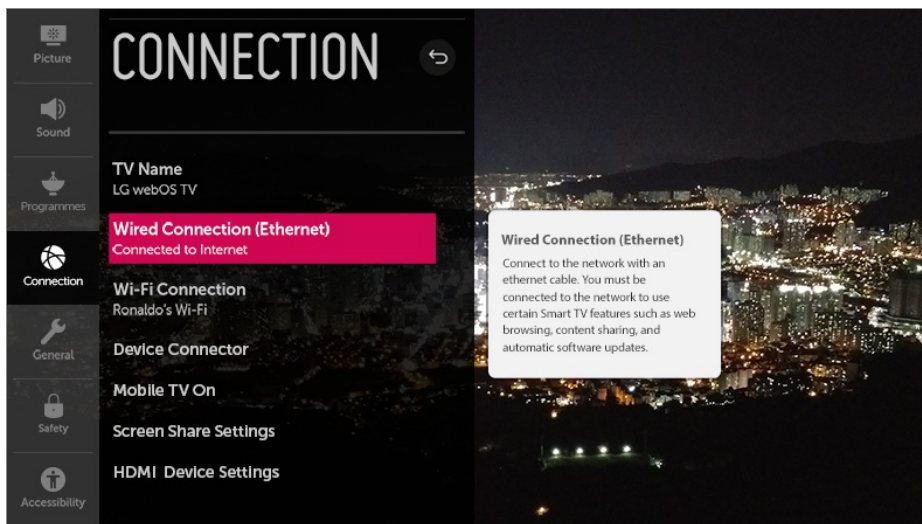 Picture
Sound
Programmes
Connection
General
Safety
Accessibility
CONNECTION
TV Name
LG webOS TV
Wired Connection (Ethernet)
Connected to Internet
Wi-Fi Connection
Ronaldo's Wi-Fi
Device Connector
Mobile TV On
Screen Share Settings
HDMI Device Settings
Wired Connection (Ethernet)
Connect to the network with an
ethernet cable. You must be
connected to the network to use
certain Smart TV features such as web
browsing, content sharing, and
automatic software updates.